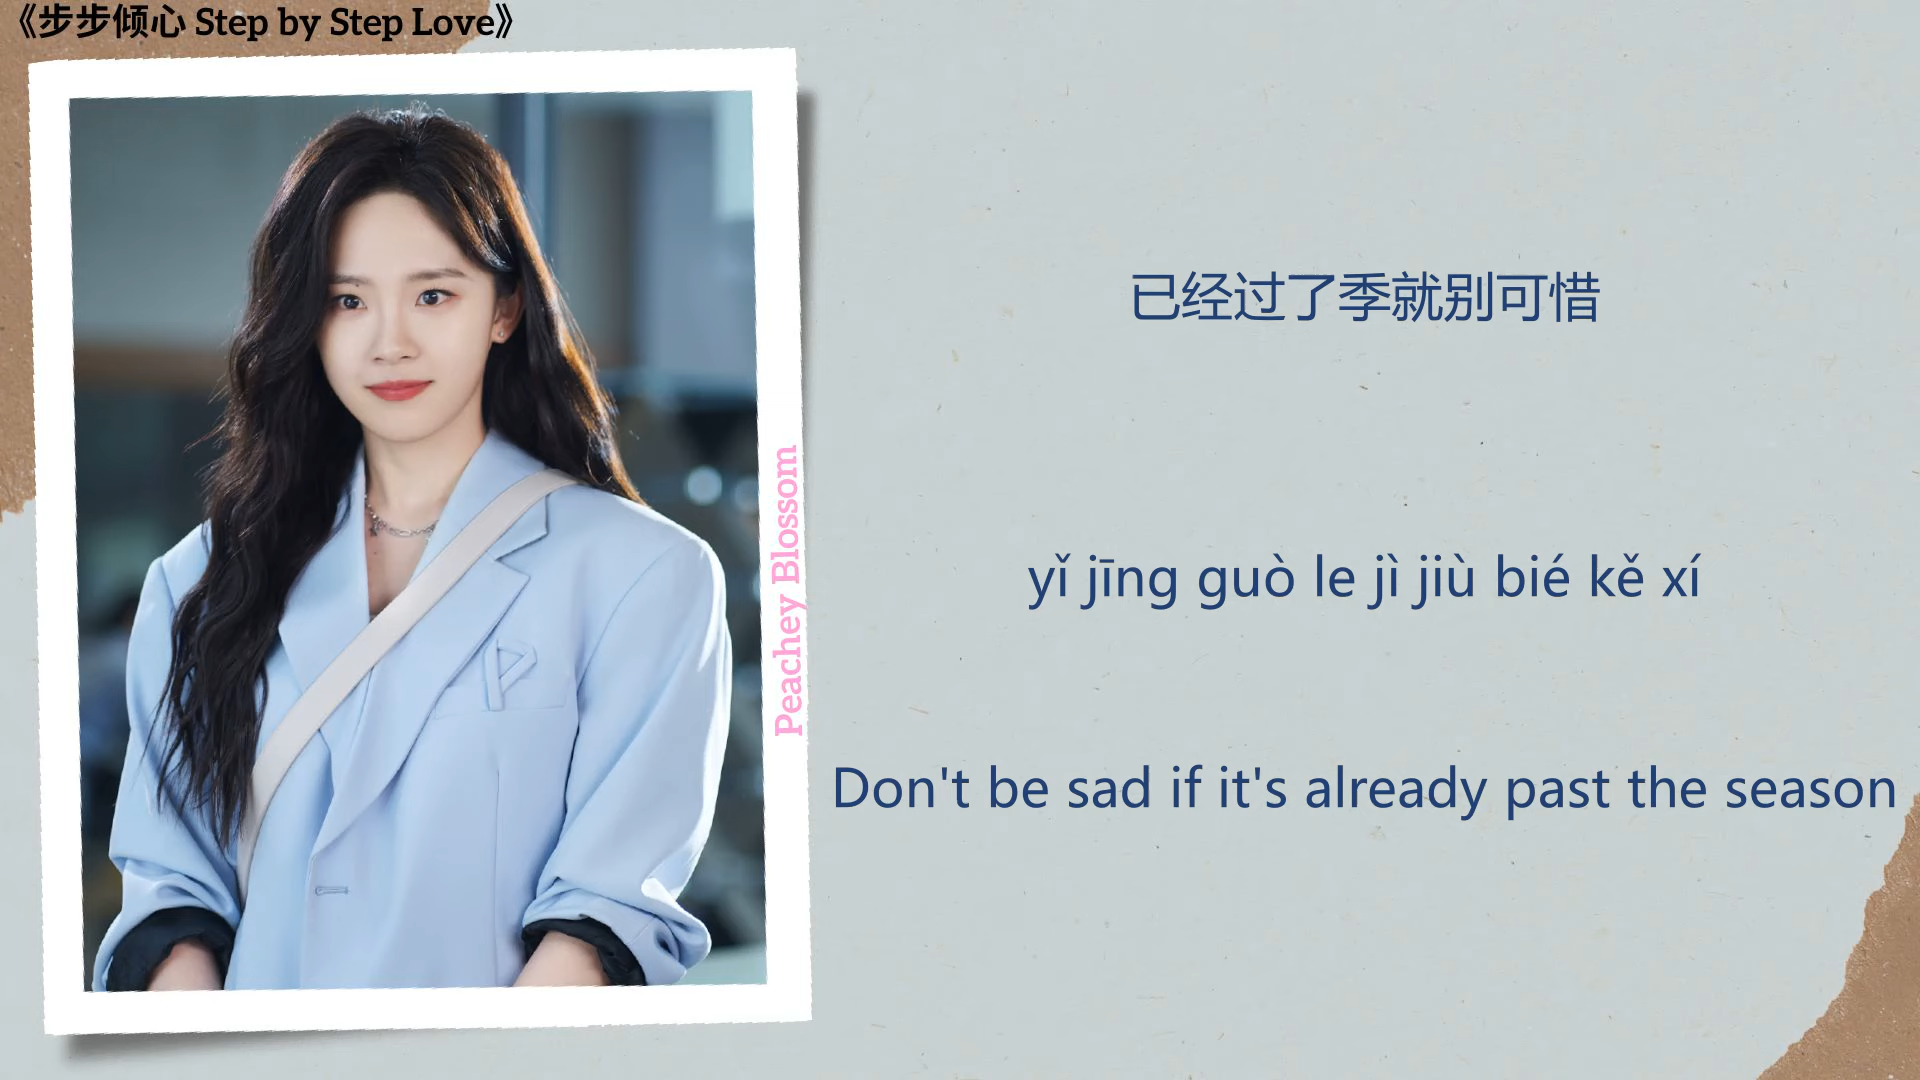 《步步倾心 Step by Step Love》
Peachey Blossom
已经过了季就别可惜
yǐ jīng guò le jì jiù bié kě xí
Don't be sad if it's already past the season